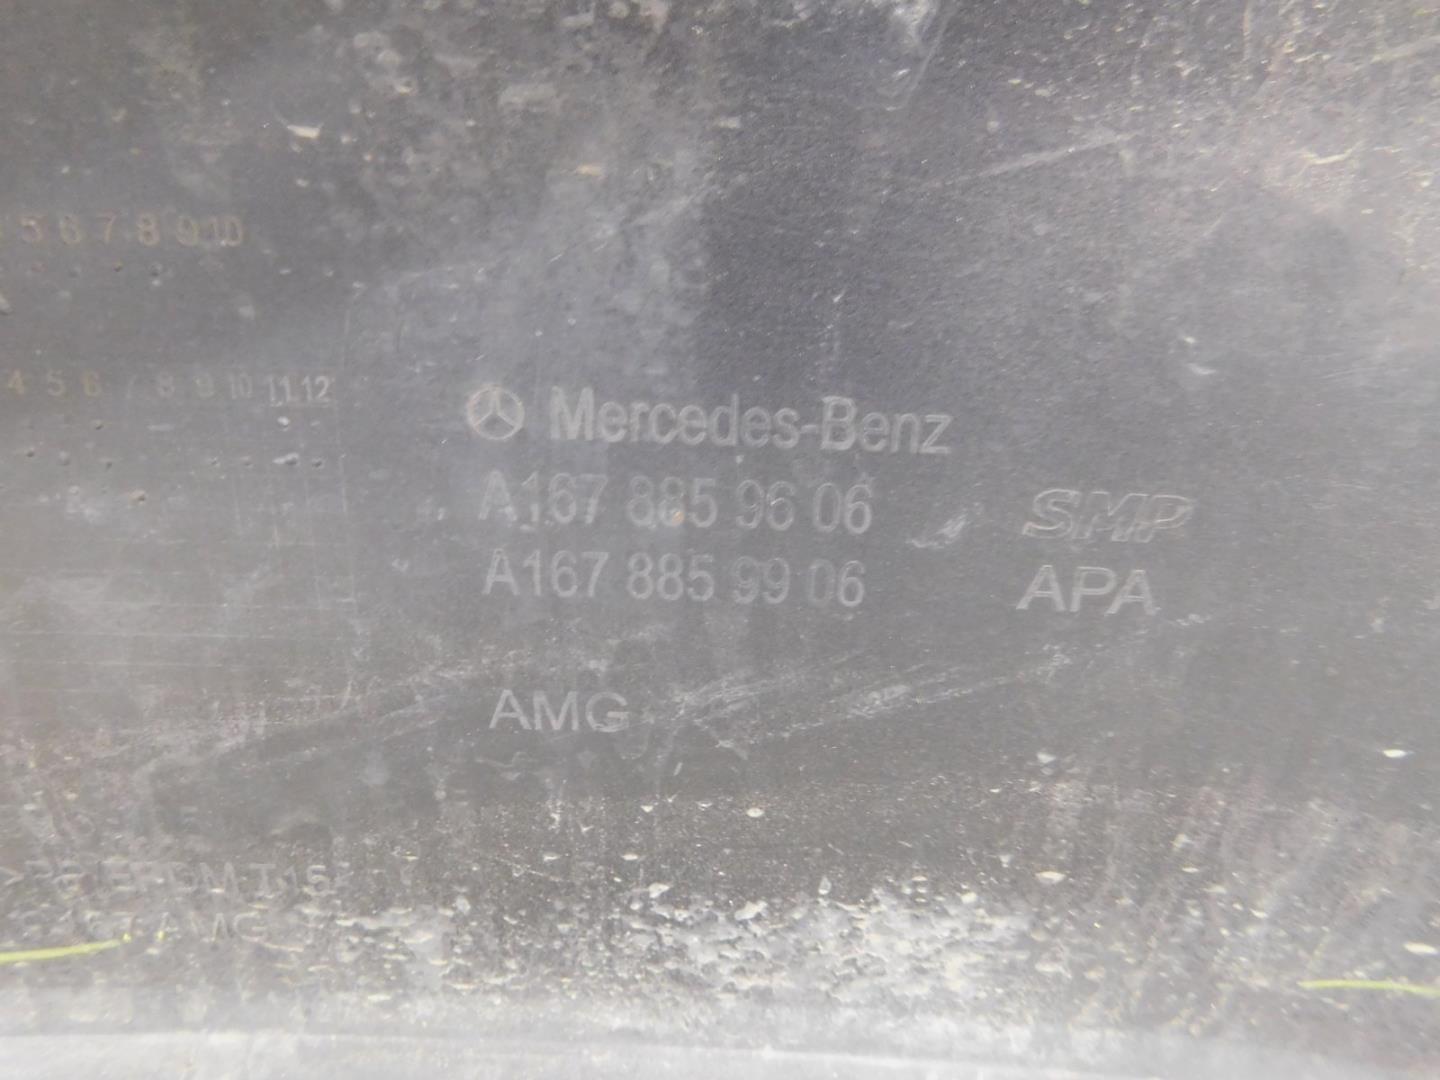 5 6 7 8 9 10
4 5 6 7 8 9 10 11 12
Mercedes-Benz
A167 885 96 06
A167 885 99 06
SMP
APA
AMG
AMG